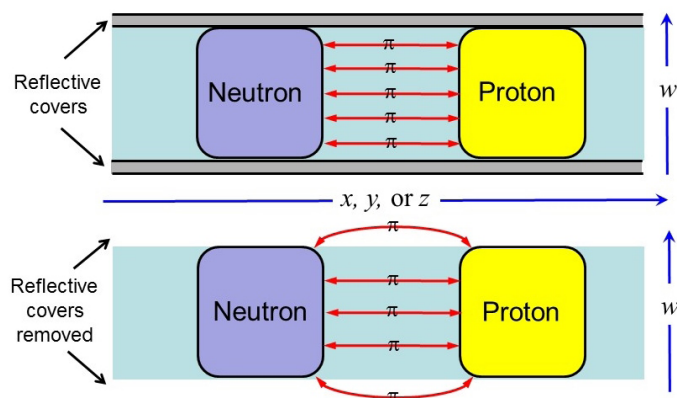 Reflective
covers
Neutron
π
π
π
π
π
Proton
w
x, y, or z
Reflective
covers
removed
Neutron
π
π
π
π
π
Proton
w